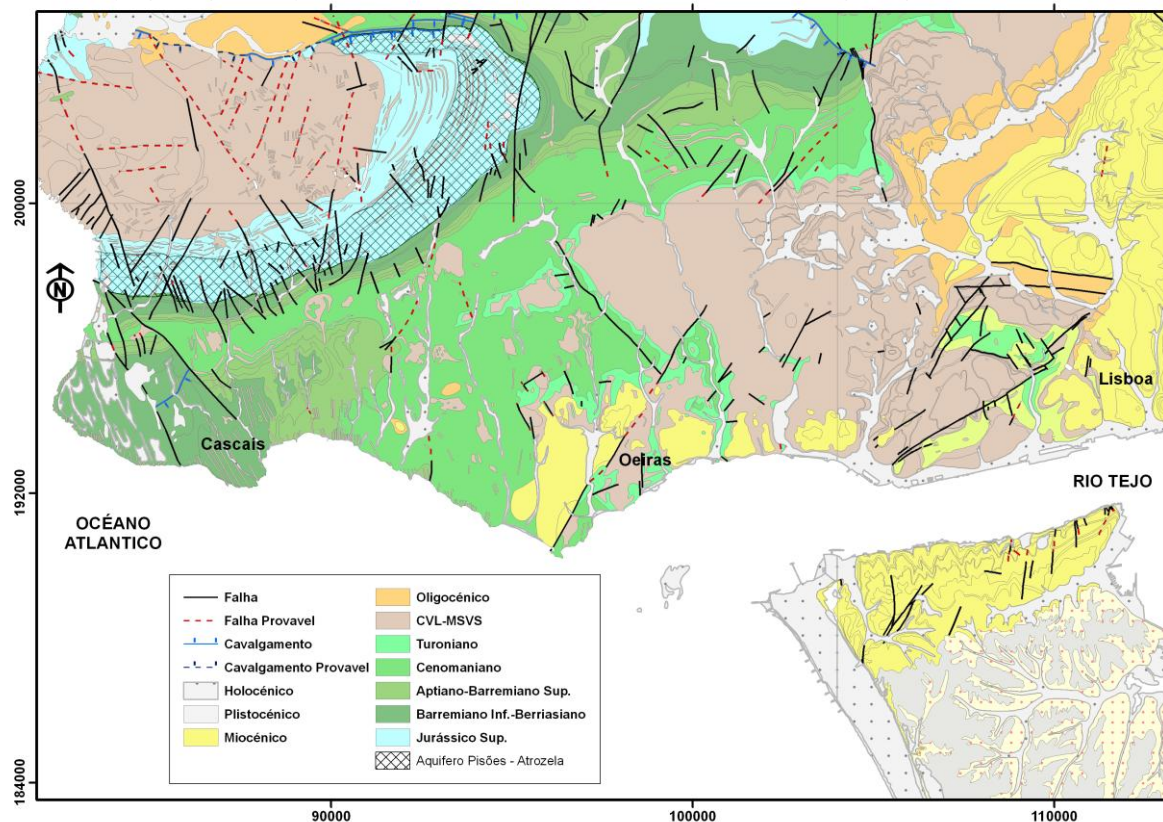 200000
N
Lisboa
Cascais
Oeiras
192000
RIO TEJO
OCÉANO
ATLANTICO
Falha
Falha Provavel
Cavalgamento
Cavalgamento Provavel
Holocénico
Plistocénico
Miocénico
Oligocénico
CVL-MSVS
Turoniano
Cenomaniano
Aptiano-Barremiano Sup.
Barremiano Inf.-Berriasiano
Jurássico Sup.
Aquifero Pisões - Atrozela
1840000
90000
100000
110000